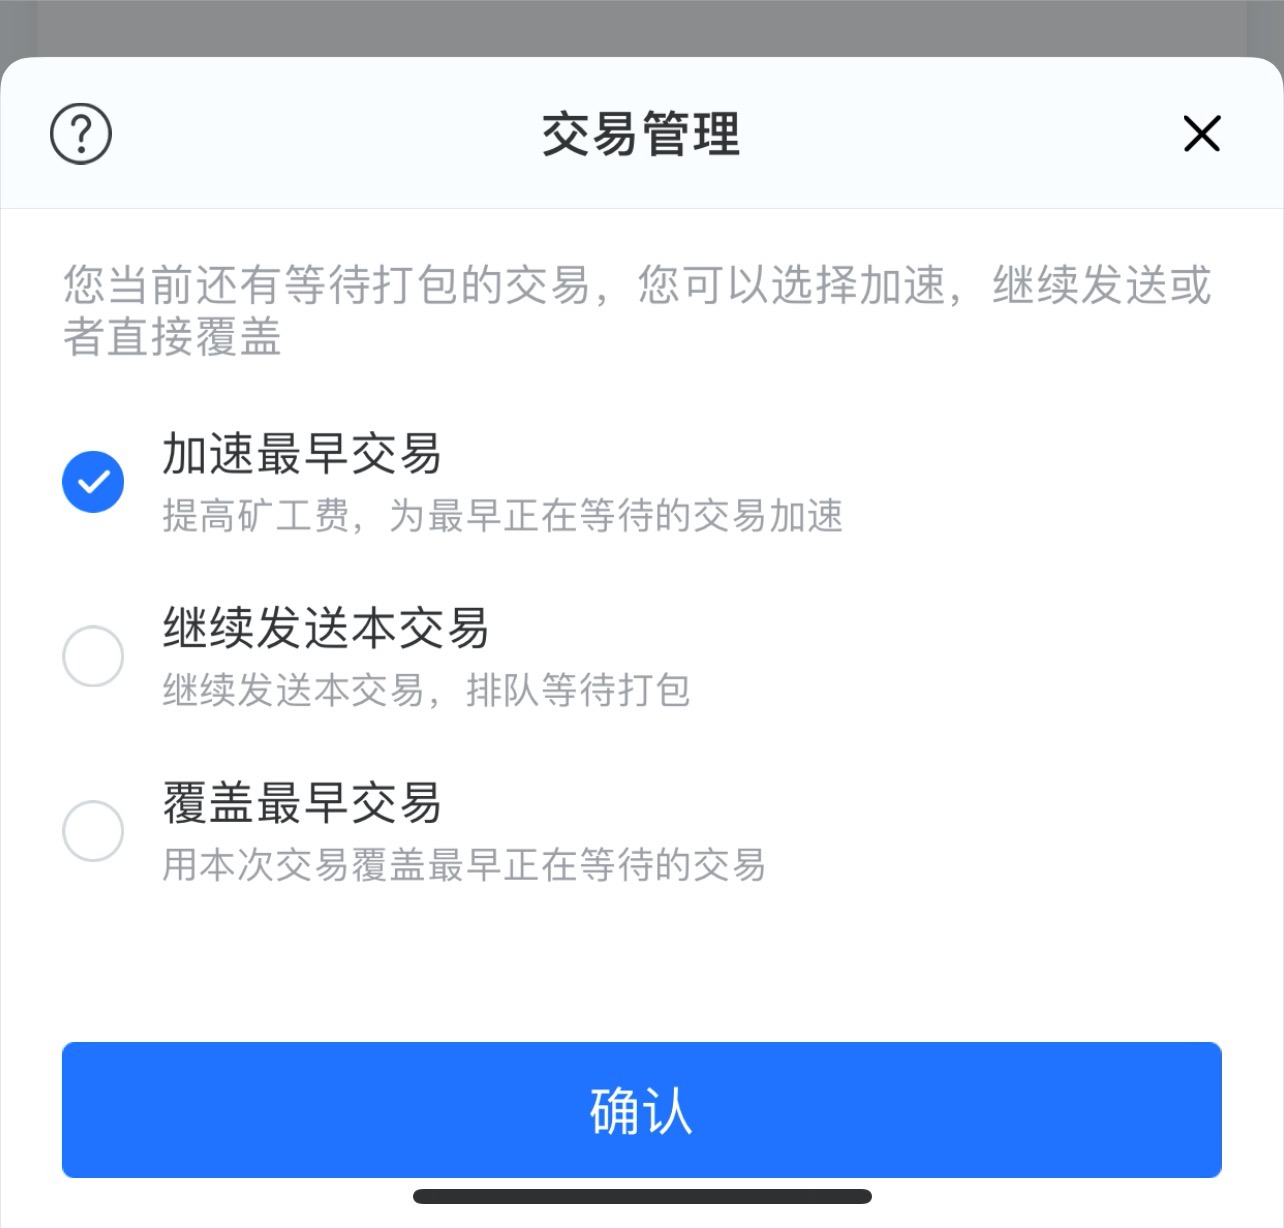 交易管理
您当前还有等待打包的交易，您可以选择加速，继续发送或
者直接覆盖
加速最早交易
提高矿工费，为最早正在等待的交易加速
继续发送本交易
继续发送本交易，排队等待打包
覆盖最早交易
用本次交易覆盖最早正在等待的交易
确认